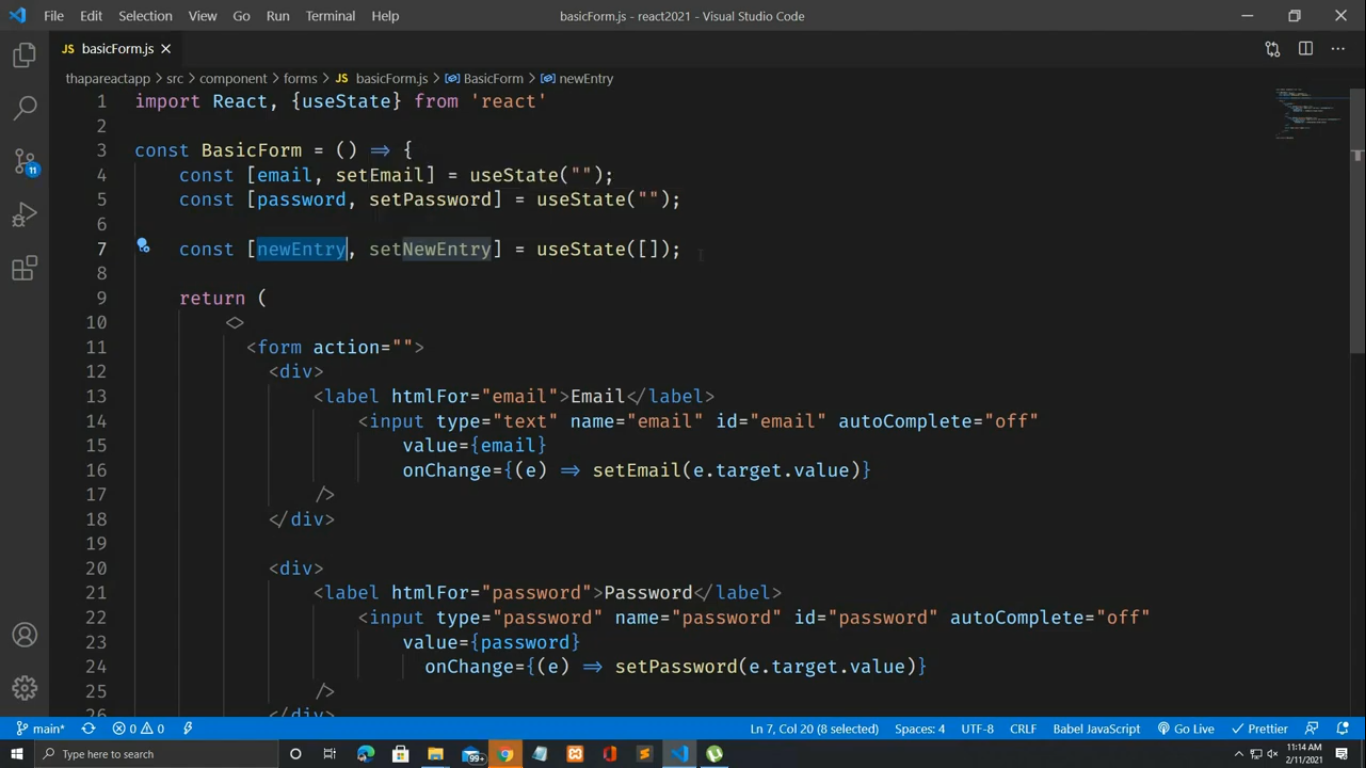 File Edit Selection View Go Run Terminal Help basicForm.js - react2021 - Visual Studio Code
JS basicForm.js
thapareactapp > src > component > forms > JS basicForm.js > BasicForm > newEntry
1 import React, {useState} from 'react'
2
3 const BasicForm = () => {
4 const [email, setEmail] = useState("");
5 const [password, setPassword] = useState("");
6
7 const [newEntry, setNewEntry] = useState([]);
8
9 return (
10 <>
11 <form action="">
12 <div>
13 <label htmlFor="email">Email</label>
14 <input type="text" name="email" id="email" autoComplete="off"
15 value={email}
16 onChange={(e) => setEmail(e.target.value)}
17 />
18 </div>
19
20 <div>
21 <label htmlFor="password">Password</label>
22 <input type="password" name="password" id="password" autoComplete="off"
23 value={password}
24 onChange={(e) => setPassword(e.target.value)}
25 />
26 </div>
11
main* 0 0 Ln 7, Col 20 (8 selected) Spaces: 4 UTF-8 CRLF Babel JavaScript Go Live Prettier
Type here to search 99+ 11:14 AM
2/11/2021